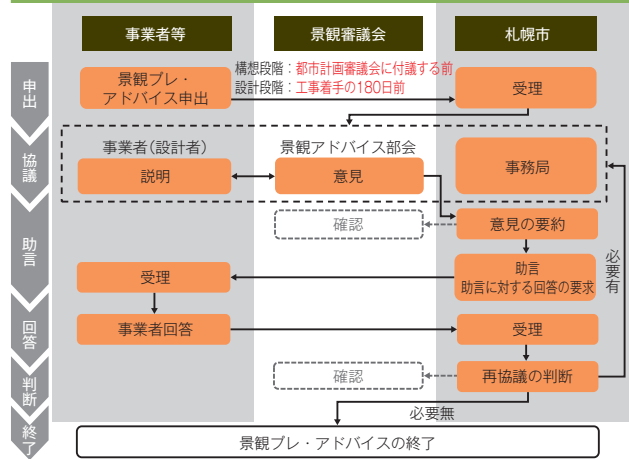 事業者等
景観審議会
札幌市
申出
景観プレ・
アドバイス申出
構想段階：都市計画審議会に付議する前
設計段階：工事着手の180日前
受理
協議
事業者（設計者）
景観アドバイス部会
説明
意見
事務局
助言
確認
意見の要約
受理
助言
助言に対する回答の要求
必要有
回答
事業者回答
受理
判断
確認
再協議の判断
必要無
終了
景観プレ・アドバイスの終了